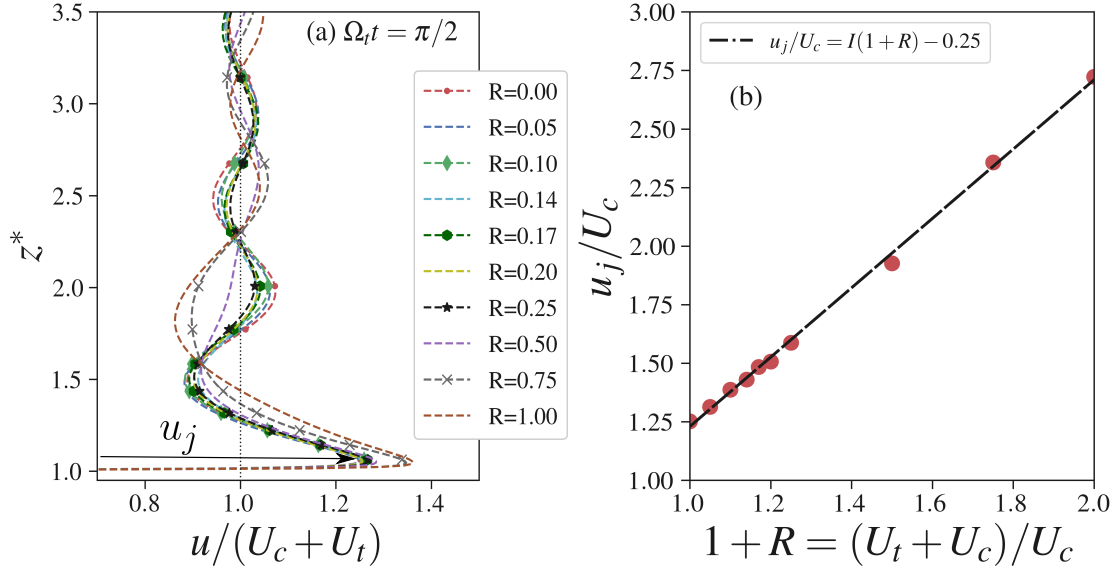 (a) Ω_t t = π/2
3.5
3.0
2.5
2.0
1.5
1.0
z*
u_j
0.8
1.0
1.2
1.4
u/(U_c + U_t)
R=0.00
R=0.05
R=0.10
R=0.14
R=0.17
R=0.20
R=0.25
R=0.50
R=0.75
R=1.00
u_j/U_c = I(1+R) − 0.25
(b)
3.00
2.75
2.50
2.25
2.00
1.75
1.50
1.25
1.00
u_j/U_c
1.0
1.2
1.4
1.6
1.8
2.0
1 + R = (U_t + U_c)/U_c